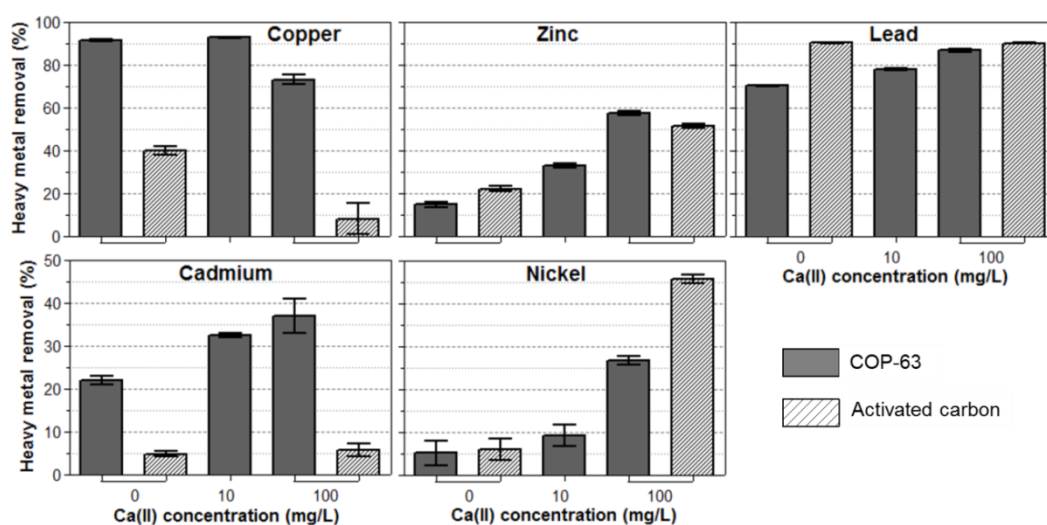 Heavy metal removal (%)
100
80
60
40
20
0
Copper
Zinc
Lead
0
10
100
Ca(II) concentration (mg/L)
Heavy metal removal (%)
50
40
30
20
10
0
Cadmium
Nickel
0
10
100
Ca(II) concentration (mg/L)
0
10
100
Ca(II) concentration (mg/L)
COP-63
Activated carbon